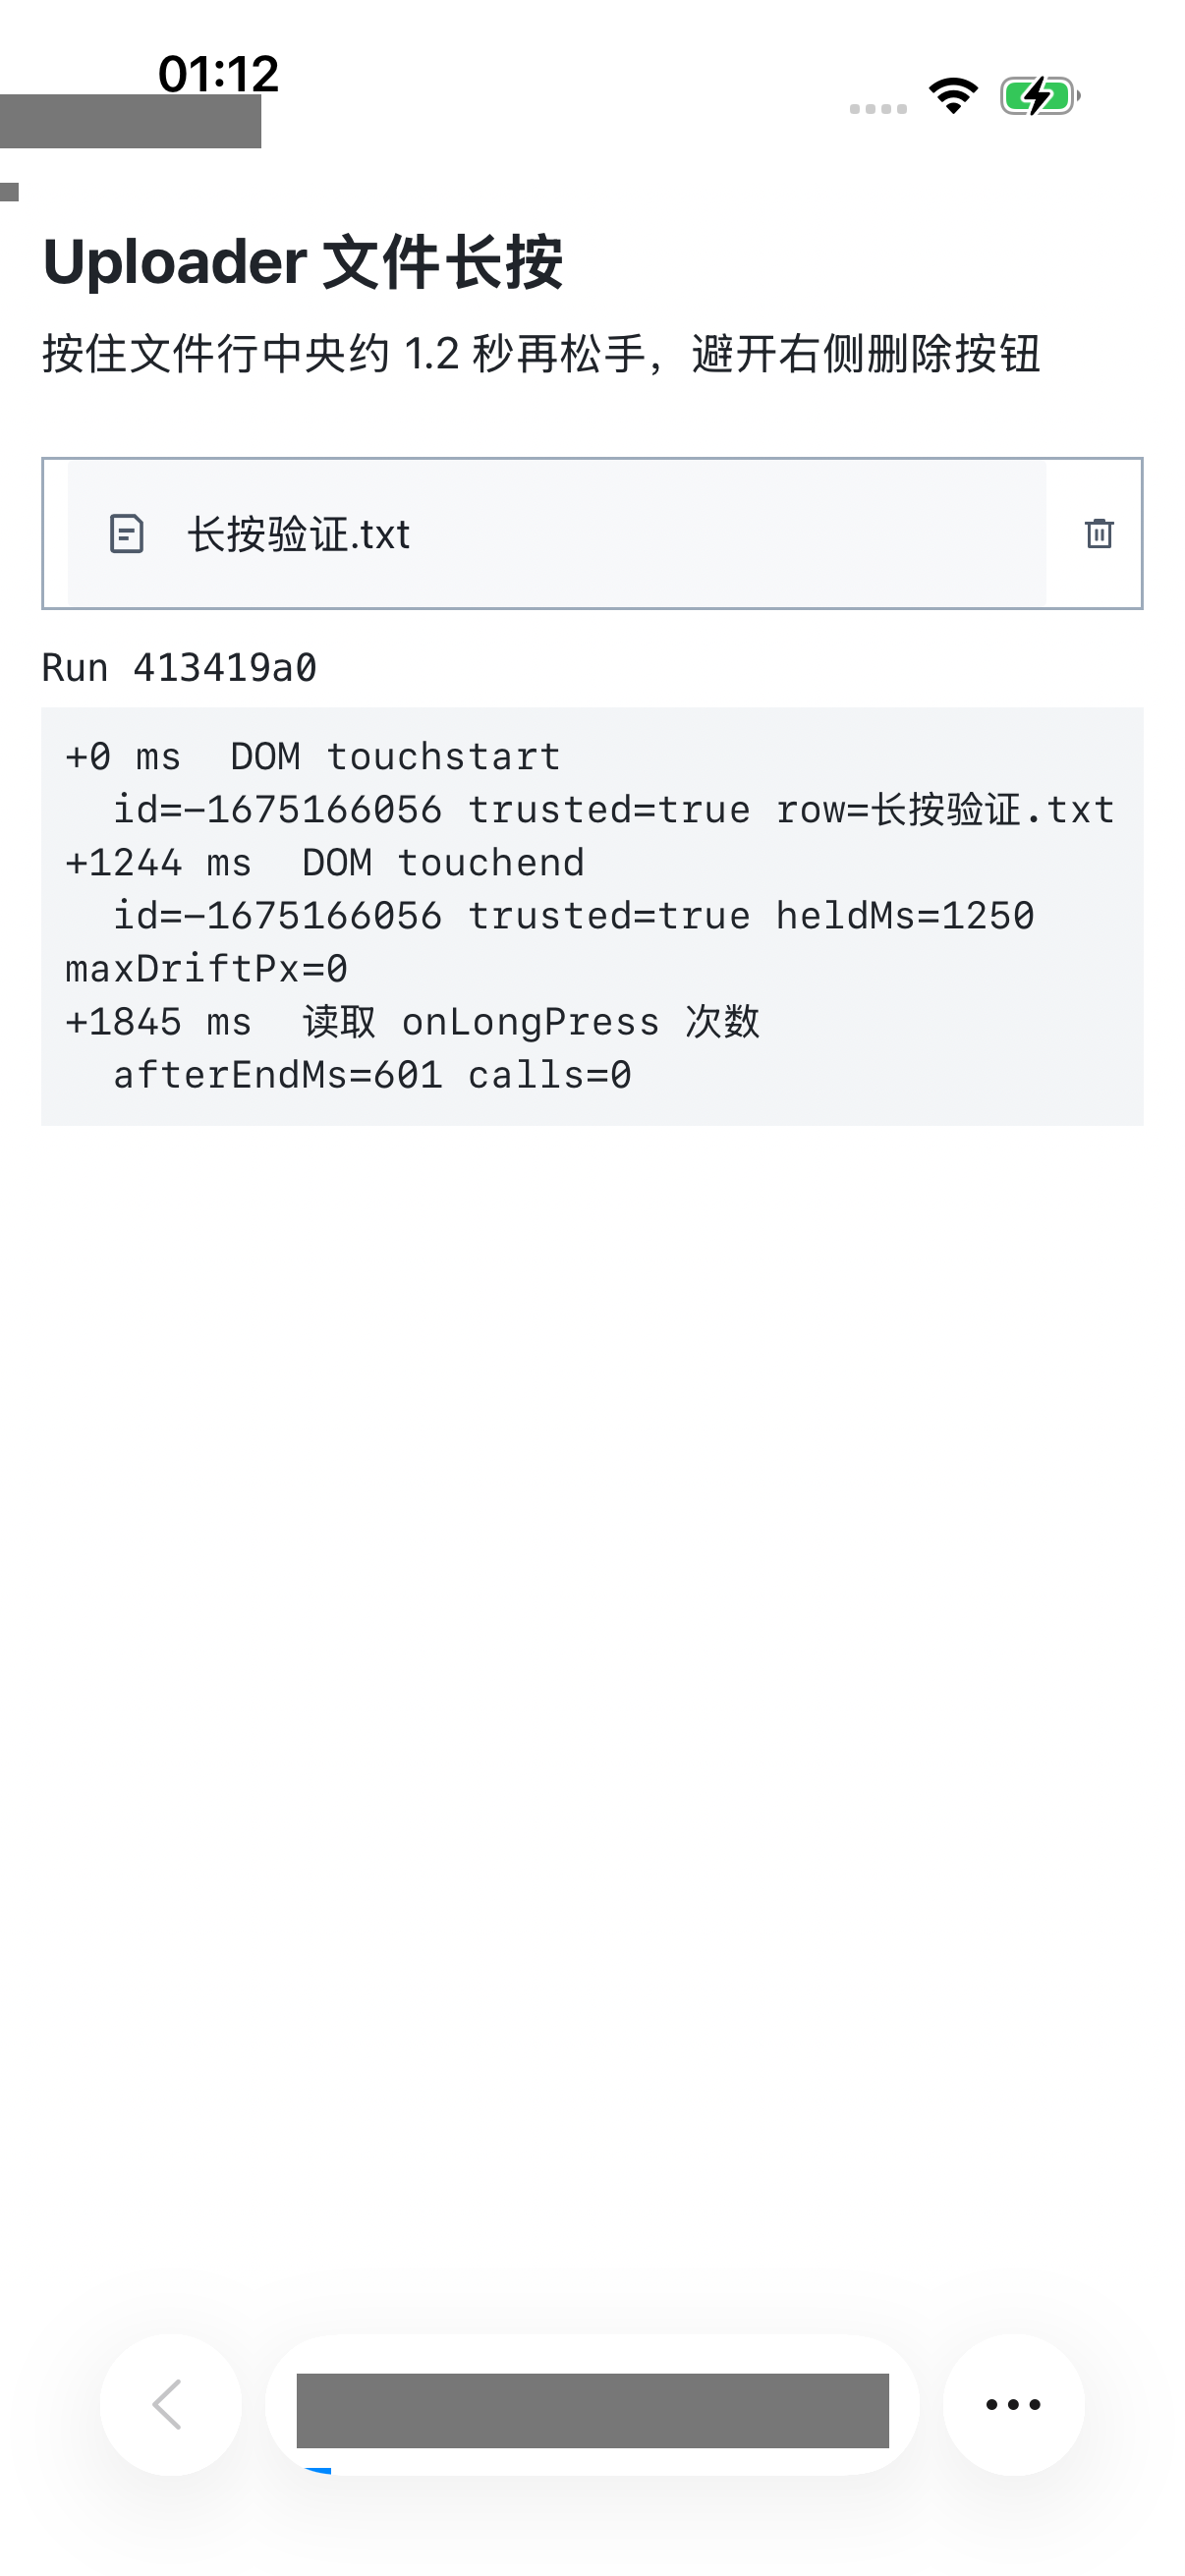 01:12
Uploader 文件长按
按住文件行中央约 1.2 秒再松手，避开右侧删除按钮
长按验证.txt
Run 413419a0
+0 ms  DOM touchstart
  id=-1675166056 trusted=true row=长按验证.txt
+1244 ms  DOM touchend
  id=-1675166056 trusted=true heldMs=1250
maxDriftPx=0
+1845 ms  读取 onLongPress 次数
  afterEndMs=601 calls=0